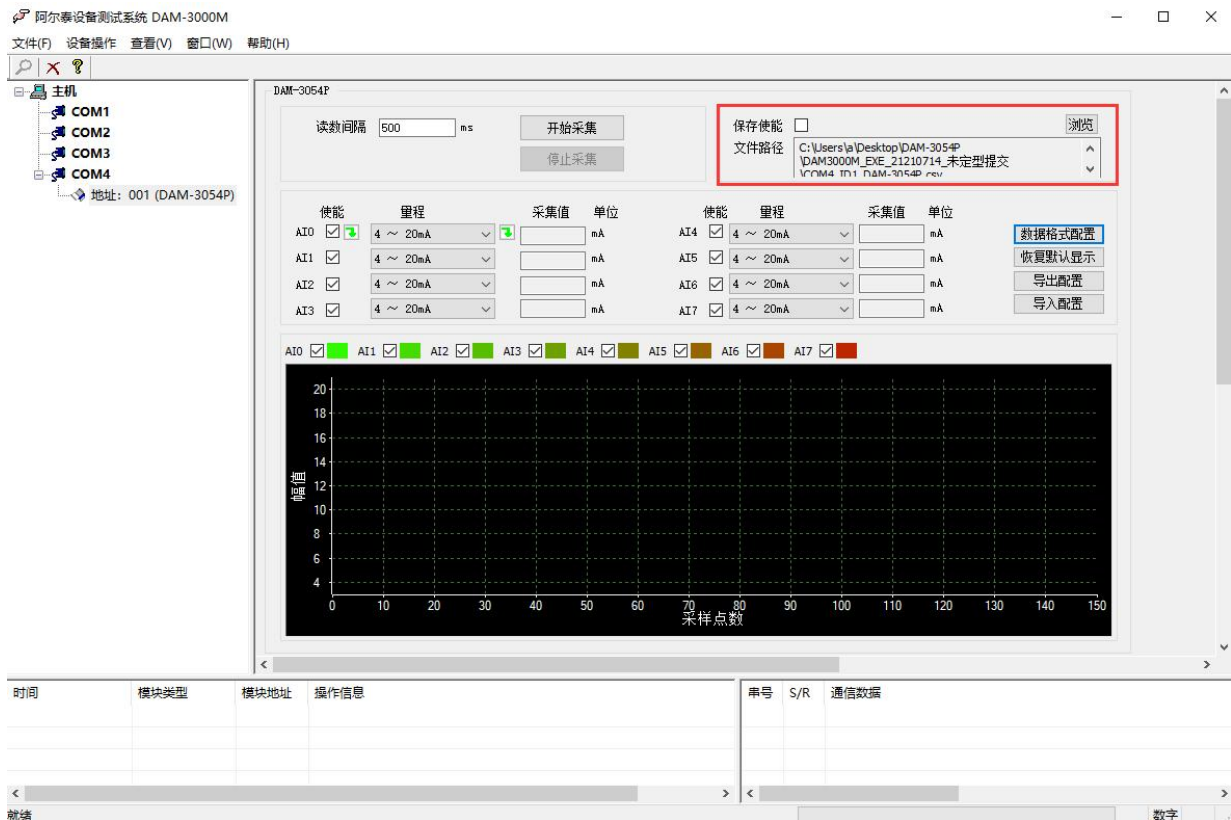 阿尔泰设备测试系统 DAM-3000M
文件(F) 设备操作 查看(V) 窗口(W) 帮助(H)
主机
COM1
COM2
COM3
COM4
地址: 001 (DAM-3054P)
DAM-3054P
读数间隔 500 ms 开始采集
停止采集
保存使能 浏览
文件路径 C:\Users\a\Desktop\DAM-3054P
\DAM3000M_EXE_21210714_未定型提交
\COM4_ID1_DAM-3054P.csv
使能 量程 采集值 单位 使能 量程 采集值 单位
AI0 4 ～ 20mA mA AI4 4 ～ 20mA mA 数据格式配置
AI1 4 ～ 20mA mA AI5 4 ～ 20mA mA 恢复默认显示
AI2 4 ～ 20mA mA AI6 4 ～ 20mA mA 导出配置
AI3 4 ～ 20mA mA AI7 4 ～ 20mA mA 导入配置
AI0 AI1 AI2 AI3 AI4 AI5 AI6 AI7
20
18
16
14
12
10
8
6
4
幅值
0 10 20 30 40 50 60 70 80 90 100 110 120 130 140 150
采样点数
时间 模块类型 模块地址 操作信息 串号 S/R 通信数据
就绪 数字